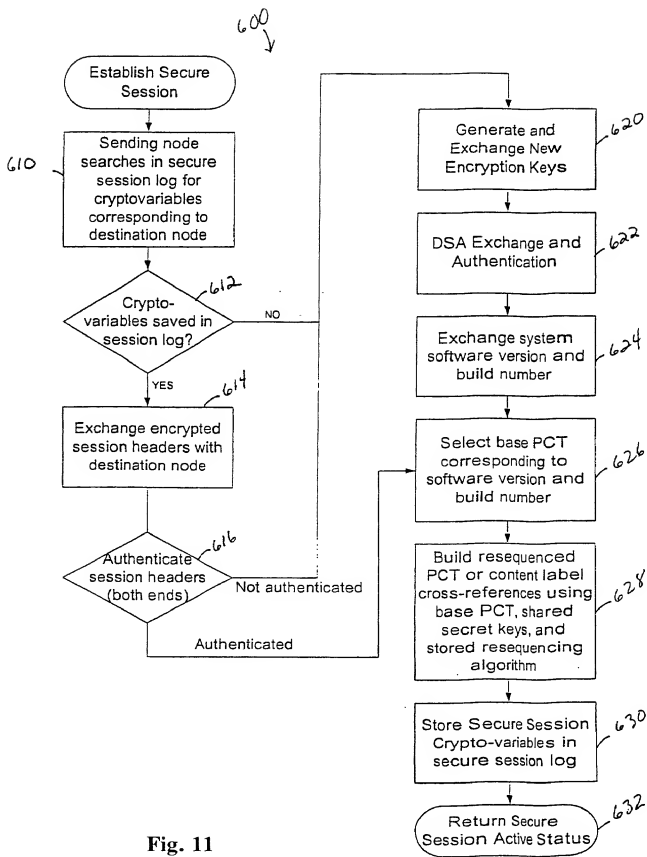 600
Establish Secure
Session
610
Sending node
searches in secure
session log for
cryptovariables
corresponding to
destination node
612
Crypto-
variables saved in
session log?
NO
YES
614
Exchange encrypted
session headers with
destination node
616
Authenticate
session headers
(both ends)
Not authenticated
Authenticated
620
Generate and
Exchange New
Encryption Keys
622
DSA Exchange and
Authentication
624
Exchange system
software version and
build number
626
Select base PCT
corresponding to
software version and
build number
628
Build resequenced
PCT or content label
cross-references using
base PCT, shared
secret keys, and
stored resequencing
algorithm
630
Store Secure Session
Crypto-variables in
secure session log
632
Return Secure
Session Active Status
Fig. 11